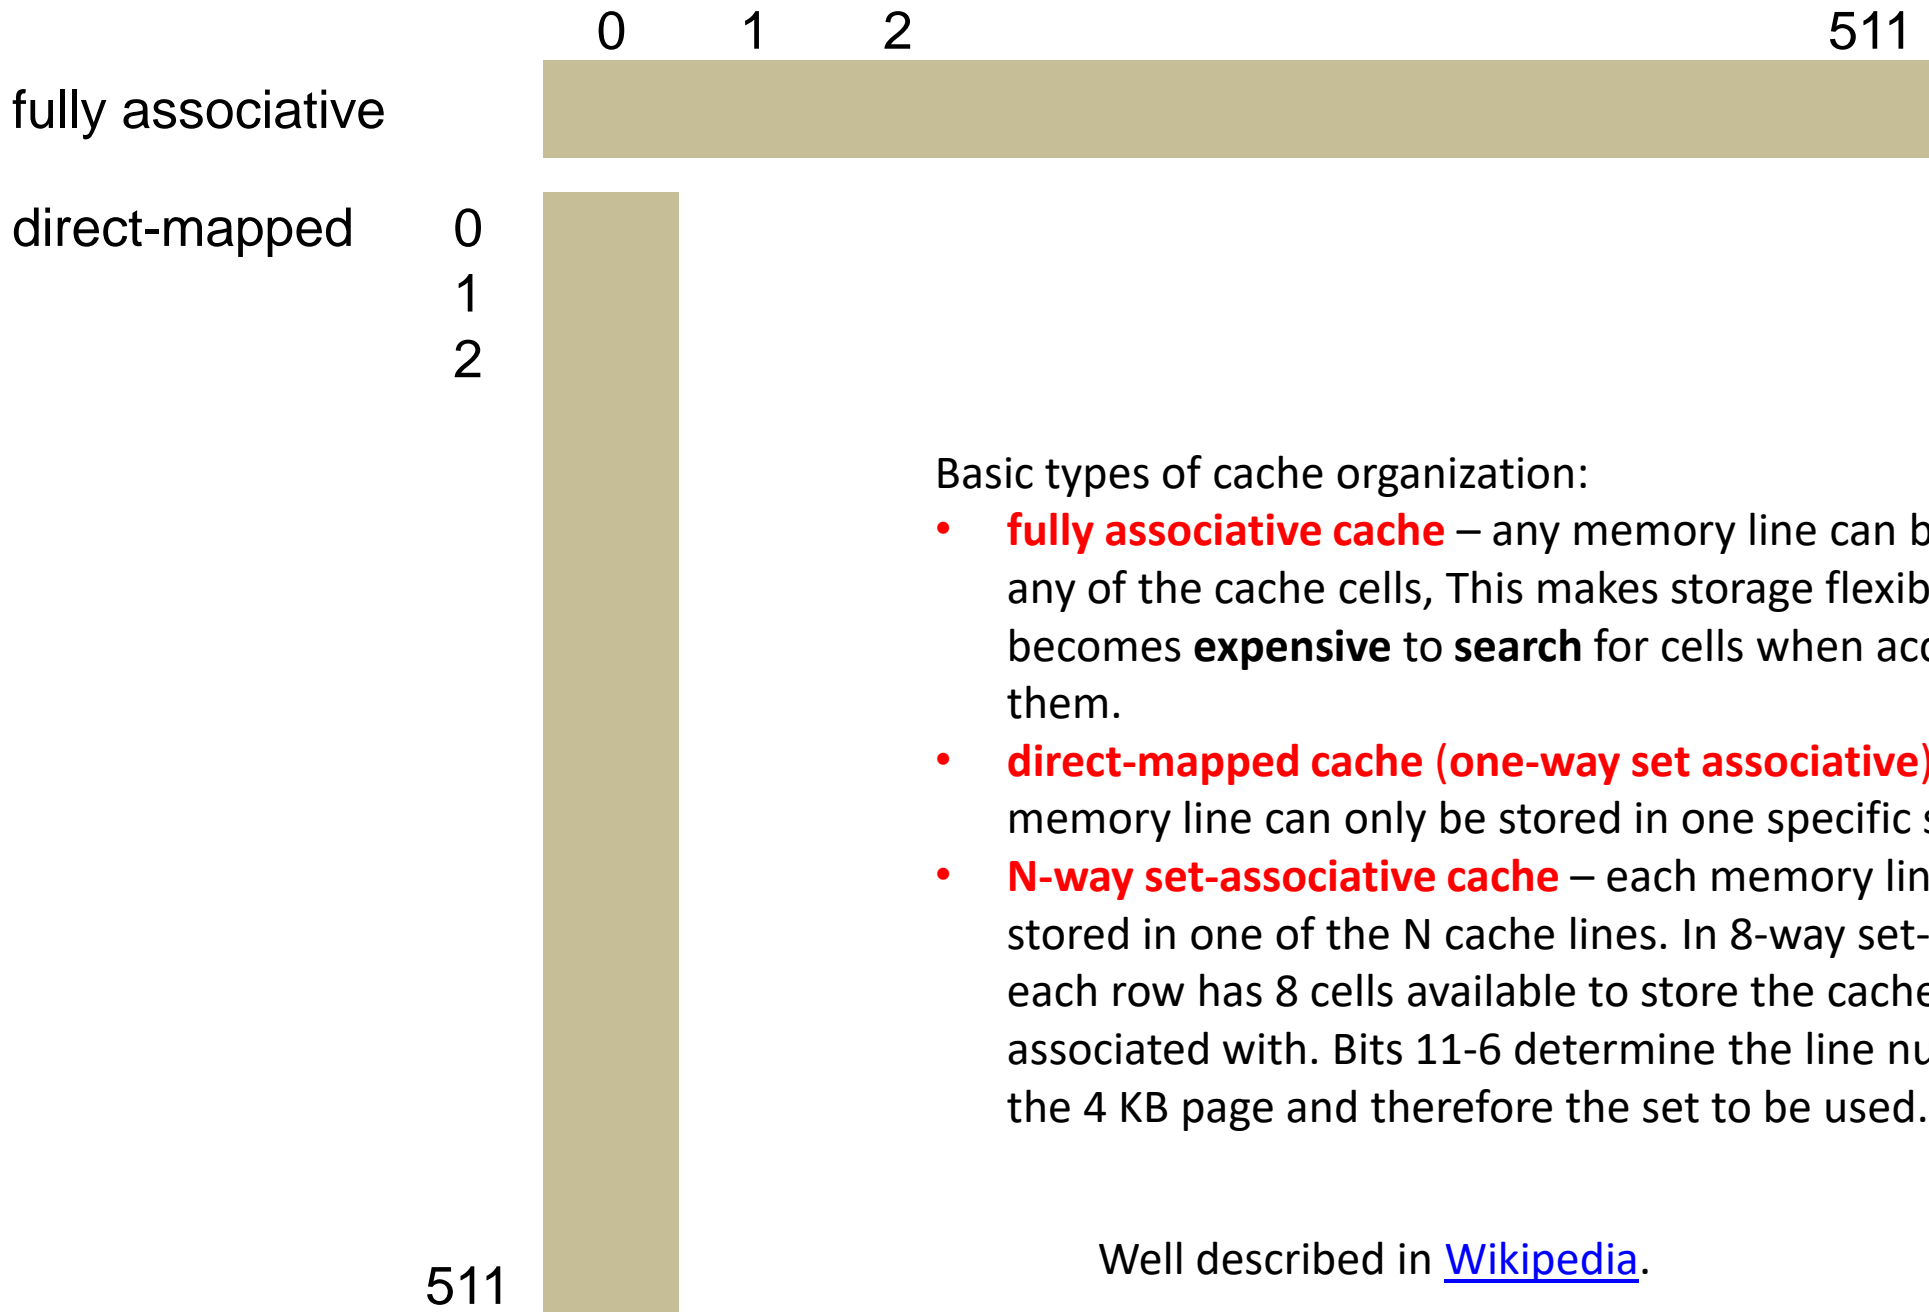 0 1 2 511
fully associative
direct-mapped 0
1
2
Basic types of cache organization:
• fully associative cache – any memory line can
any of the cache cells, This makes storage
becomes expensive to search for cells when
them.
• direct-mapped cache (one-way set associative)
memory line can only be stored in one specific
• N-way set-associative cache – each memory
stored in one of the N cache lines. In 8-way set-
each row has 8 cells available to store the
associated with. Bits 11-6 determine the line
the 4 KB page and therefore the set to be used.
Well described in Wikipedia.
511